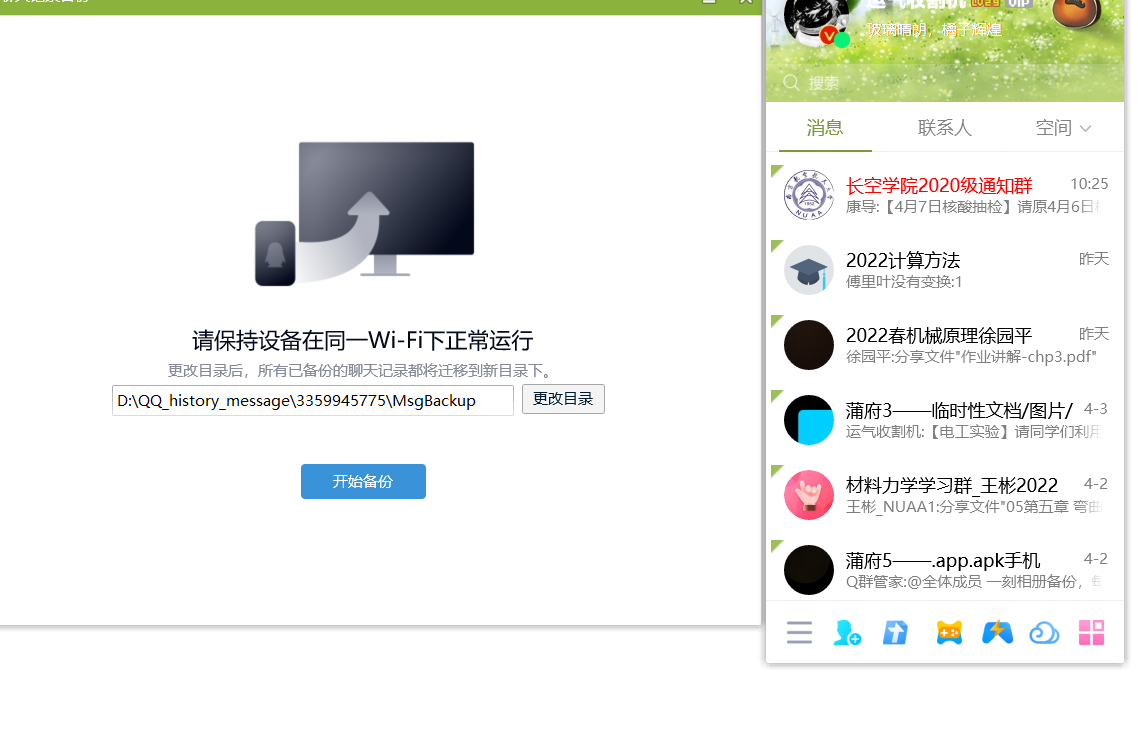 请保持设备在同一Wi-Fi下正常运行
更改目录后，所有已备份的聊天记录都将迁移到新目录下。
D:\QQ_history_message\3359945775\MsgBackup
更改目录
开始备份
运气收割机
VIP
玻璃晴朗，橘子辉煌
搜索
消息 联系人 空间
长空学院2020级通知群 10:25
康导:【4月7日核酸抽检】请原4月6日核
2022计算方法 昨天
傅里叶没有变换:1
2022春机械原理徐园平 昨天
徐园平:分享文件"作业讲解-chp3.pdf"
蒲府3——临时性文档/图片/ 4-3
运气收割机:【电工实验】请同学们利用
材料力学学习群_王彬2022 4-2
王彬_NUAA1:分享文件"05第五章 弯曲
蒲府5——.app.apk手机 4-2
Q群管家:@全体成员 一刻相册备份，每